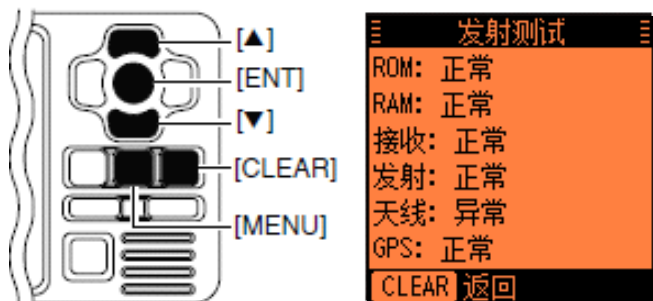 [▲]
[ENT]
[▼]
[CLEAR]
[MENU]
发射测试
ROM: 正常
RAM: 正常
接收: 正常
发射: 正常
天线: 异常
GPS: 正常
CLEAR 返回